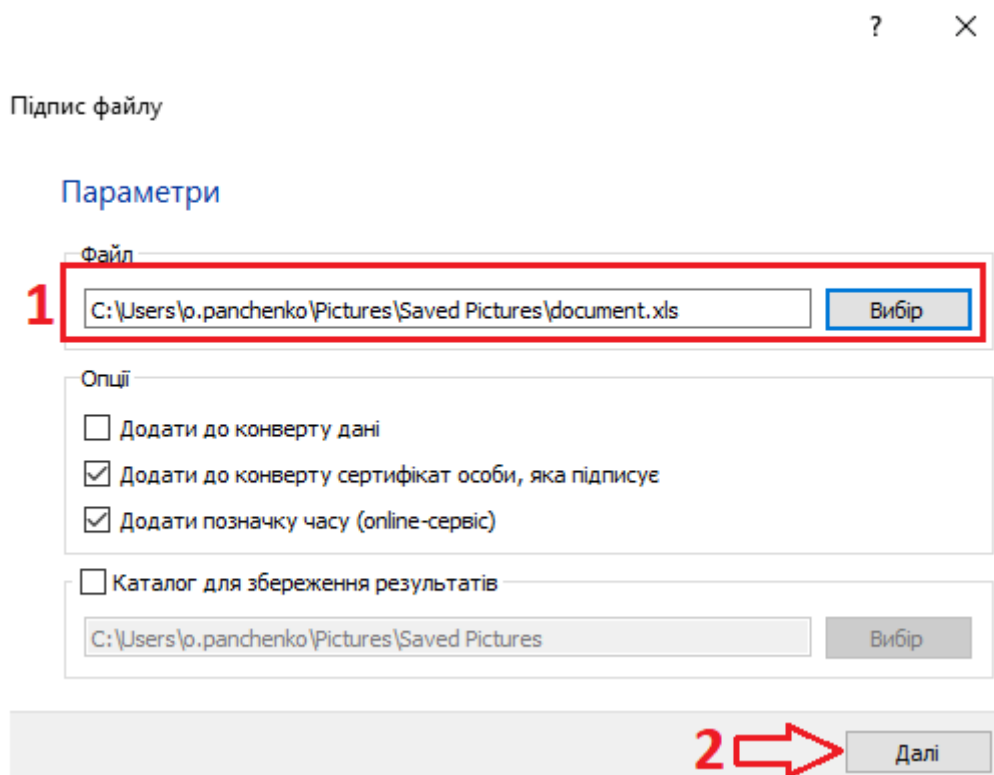 ?
Підпис файлу
Параметри
Файл
1
C:\Users\o.panchenko\Pictures\Saved Pictures\document.xls
Вибір
Опції
Додати до конверту дані
Додати до конверту сертифікат особи, яка підписує
Додати позначку часу (online-сервіс)
Каталог для збереження результатів
C:\Users\o.panchenko\Pictures\Saved Pictures
Вибір
2
Далі